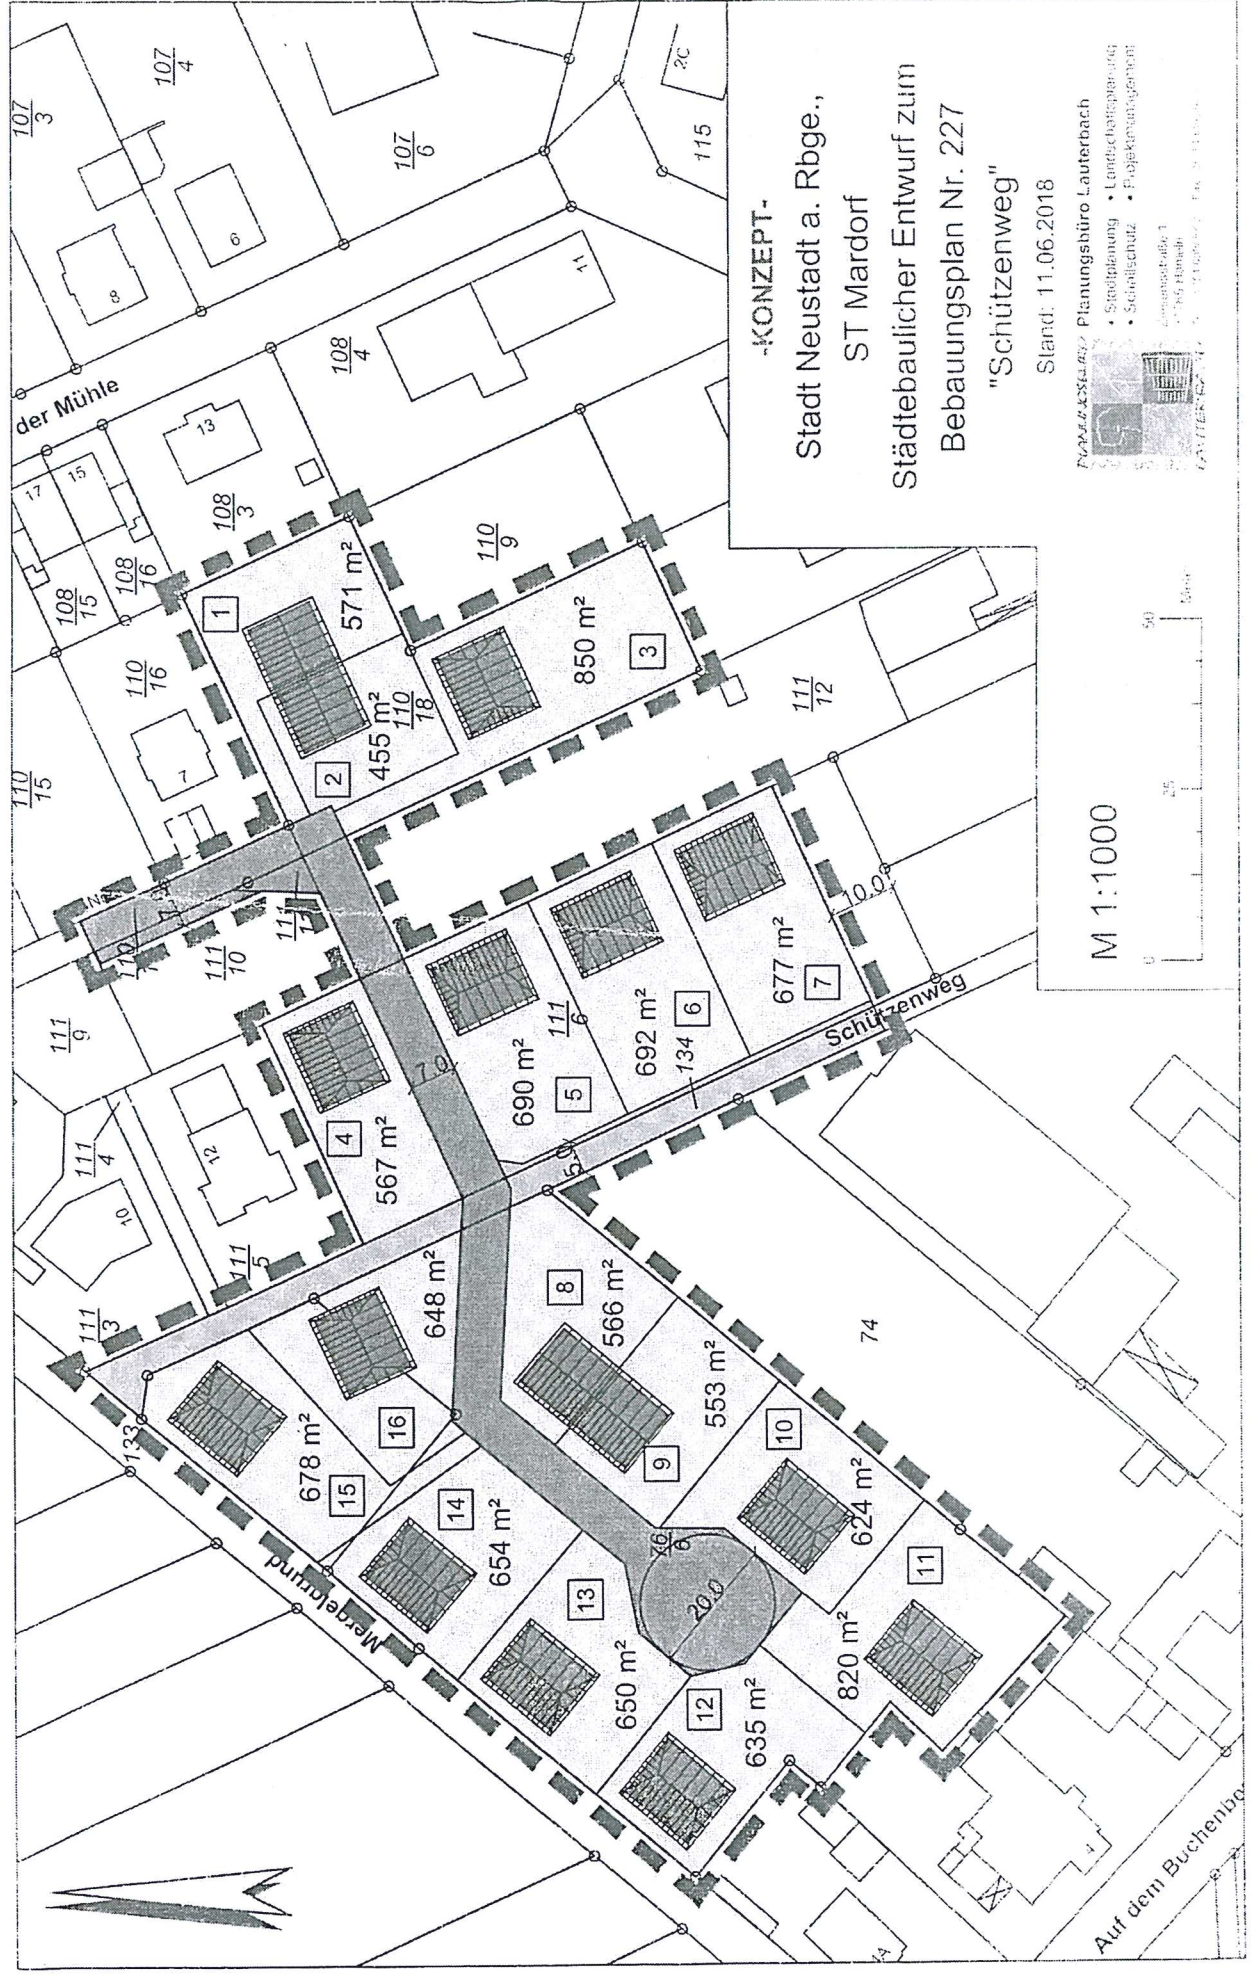 -KONZEPT-
Stadt Neustadt a. Rbge.,
ST Mardorf
Städtebaulicher Entwurf zum
Bebauungsplan Nr. 227
"Schützenweg"
Stand: 11.06.2018
Planungsbüro Lauterbach
• Stadtplanung • Landschaftsplanung
• Schallschutz • Projektmanagement
M 1:1000
0 25 50
Mergelgrund
Schützenweg
der Mühle
Auf dem Buchenbo
1
571 m²
2
455 m²
3
850 m²
4
567 m²
5
690 m²
6
692 m²
7
677 m²
8
566 m²
9
553 m²
10
624 m²
11
820 m²
12
635 m²
13
650 m²
14
654 m²
15
678 m²
16
648 m²
7.0
5.0
10.0
20.0
107
3
107
4
107
6
108
3
108
4
108
15
108
16
110
9
110
15
110
16
110
18
111
3
111
4
111
5
111
6
111
9
111
10
111
12
115
133
134
74
76
6
2C
6
8
11
13
15
17
7
12
10
4